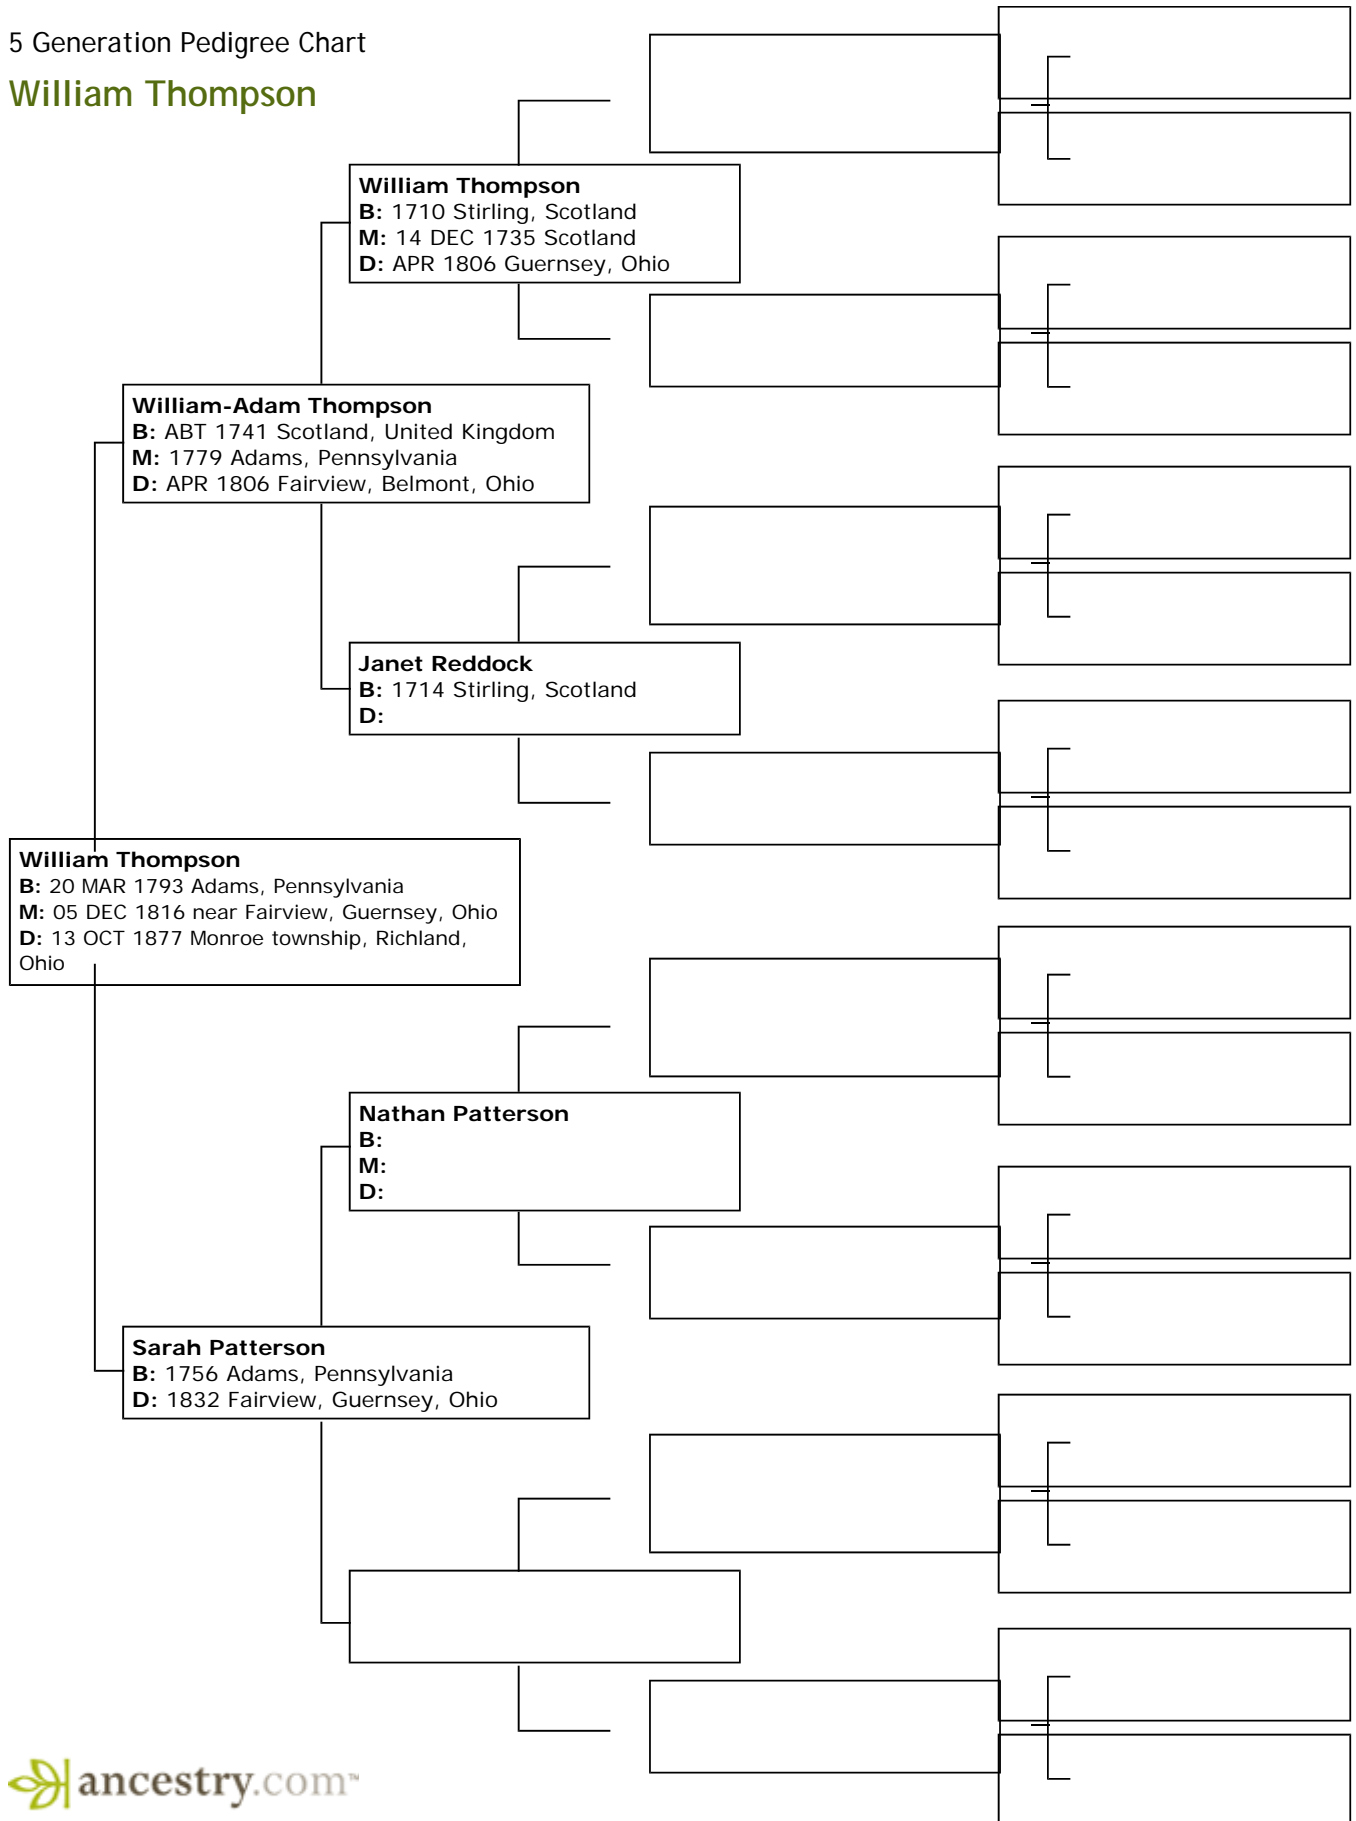 5 Generation Pedigree Chart
William Thompson
William Thompson
B: 1710 Stirling, Scotland
M: 14 DEC 1735 Scotland
D: APR 1806 Guernsey, Ohio
William-Adam Thompson
B: ABT 1741 Scotland, United Kingdom
M: 1779 Adams, Pennsylvania
D: APR 1806 Fairview, Belmont, Ohio
Janet Reddock
B: 1714 Stirling, Scotland
D:
William Thompson
B: 20 MAR 1793 Adams, Pennsylvania
M: 05 DEC 1816 near Fairview, Guernsey, Ohio
D: 13 OCT 1877 Monroe township, Richland,
Ohio
Nathan Patterson
B:
M:
D:
Sarah Patterson
B: 1756 Adams, Pennsylvania
D: 1832 Fairview, Guernsey, Ohio
ancestry.com™